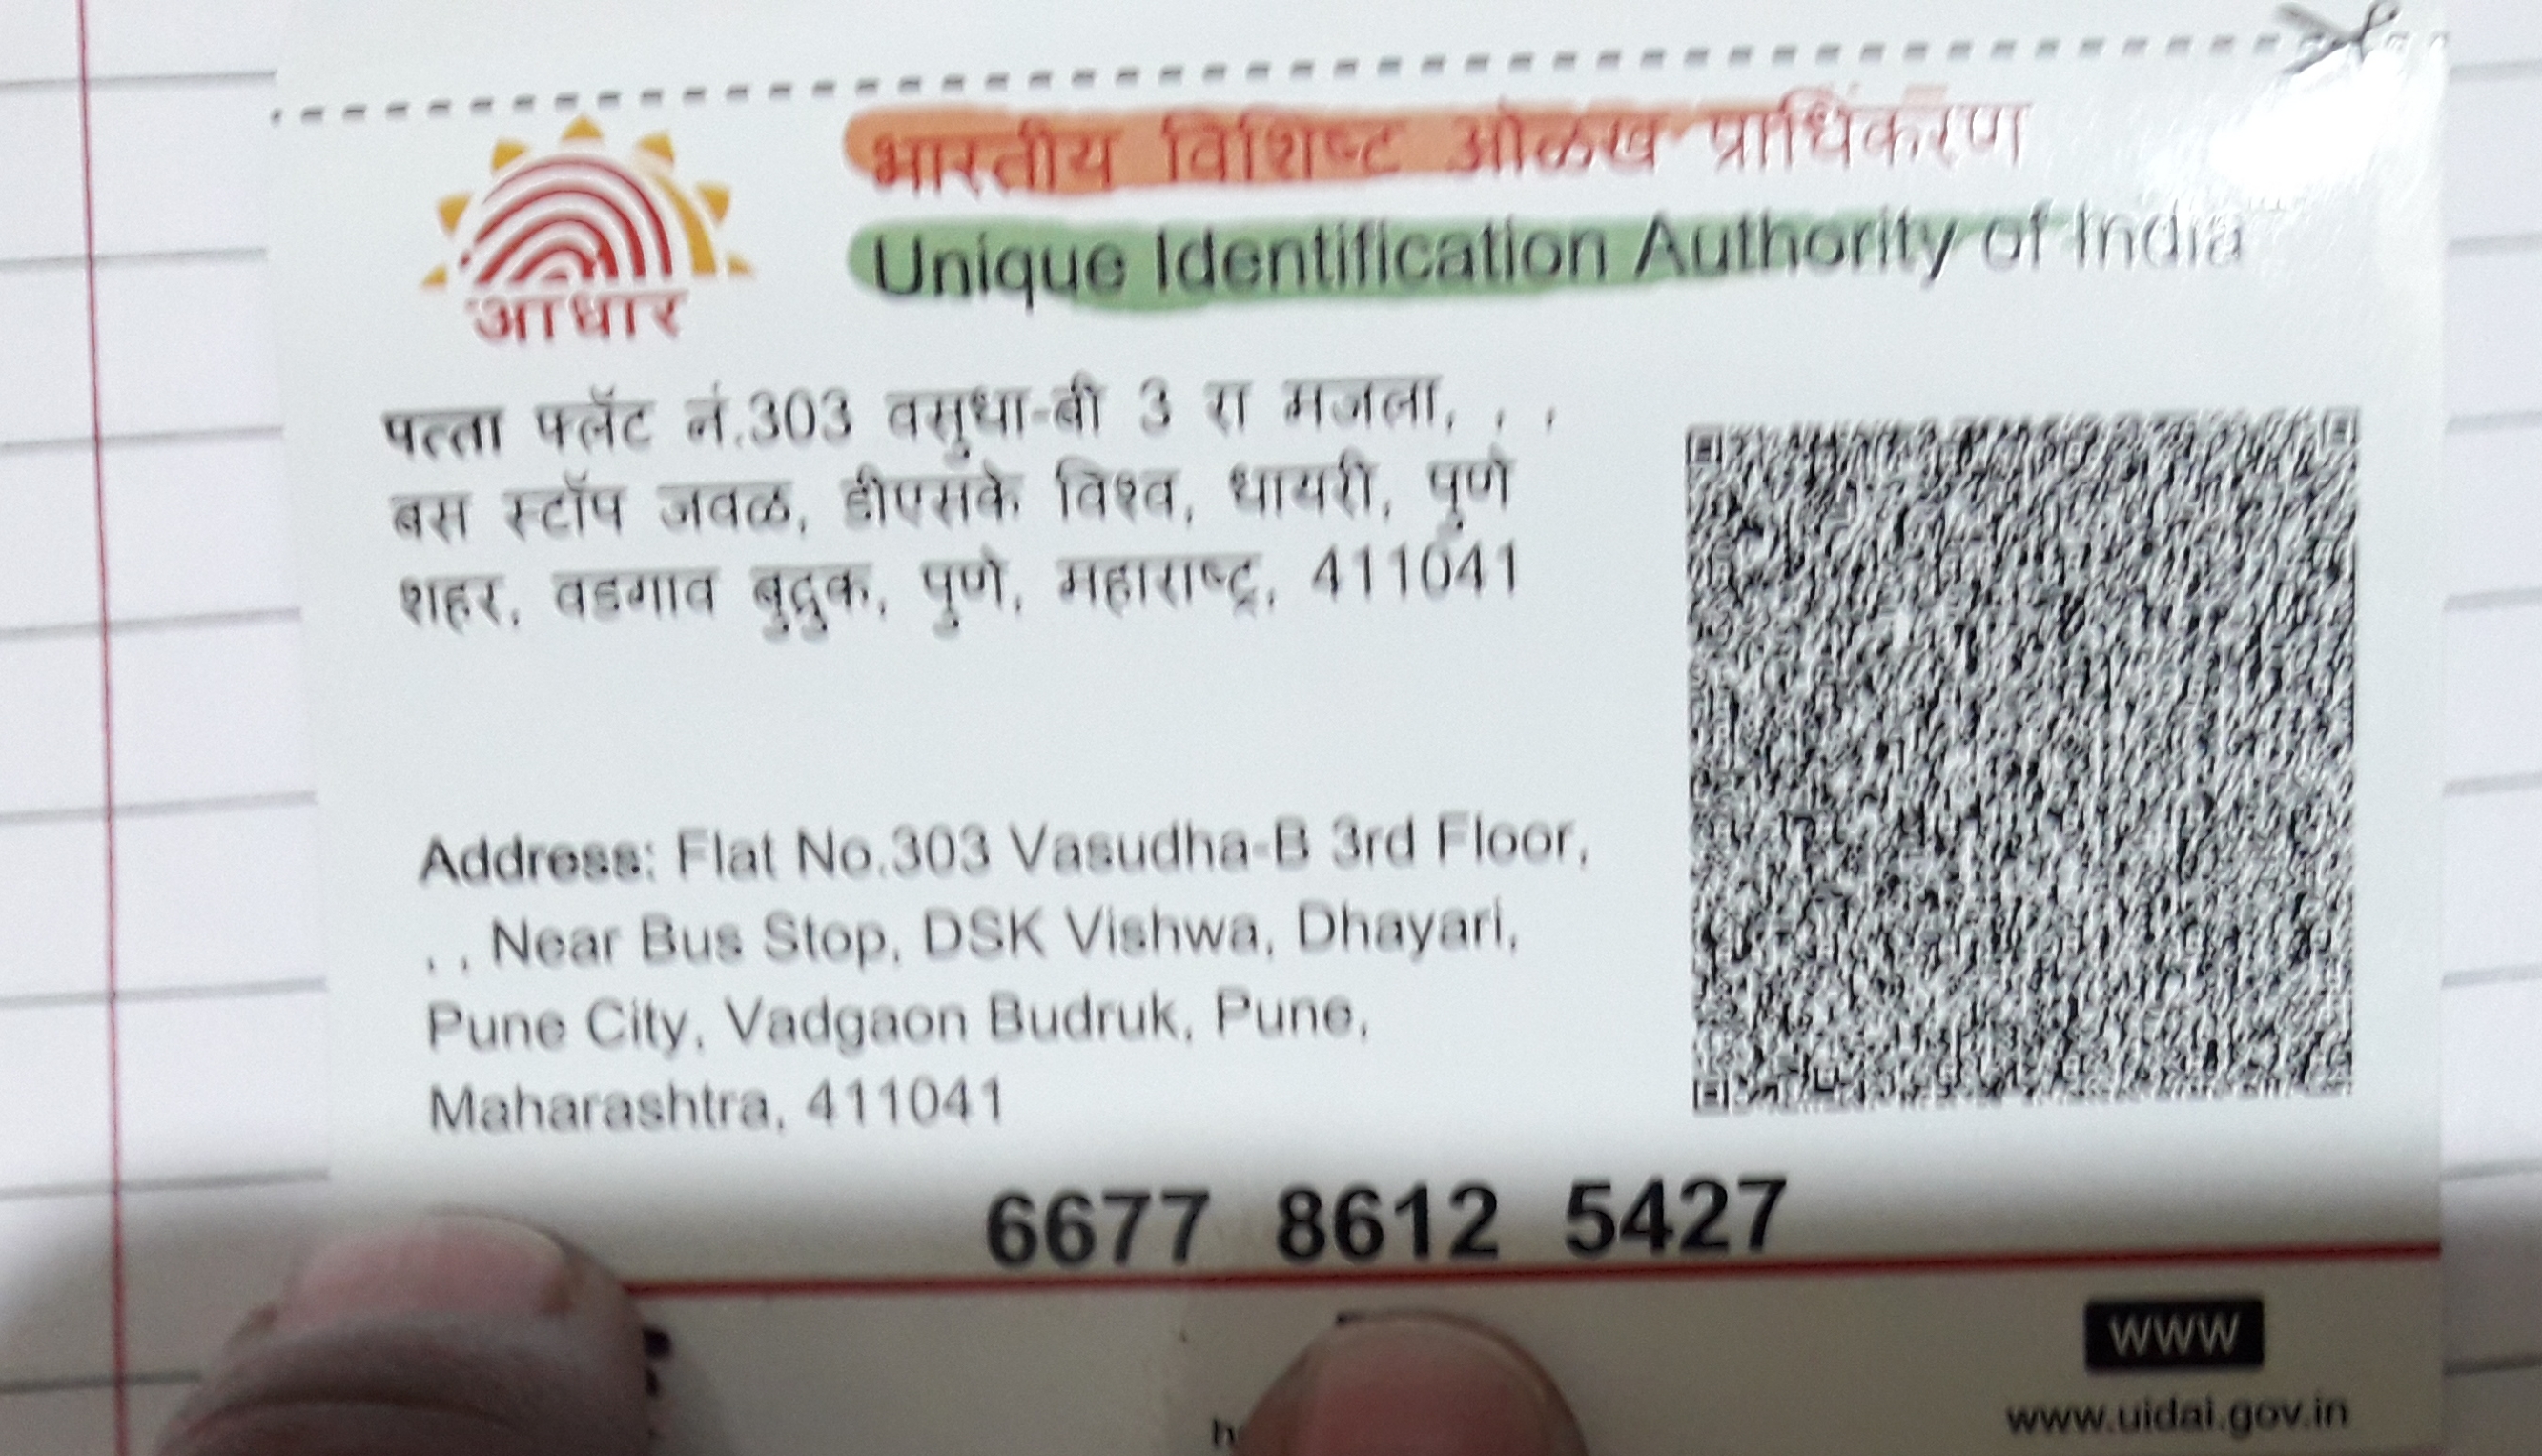 भारतीय विशिष्ट ओळख प्राधिकरण
Unique Identification Authority of India
आधार
पत्ता फ्लॅट नं.303 वसुधा-बी 3 रा मजला, , ,
बस स्टॉप जवळ, डीएसके विश्व, धायरी, पुणे
शहर, वडगाव बुद्रुक, पुणे, महाराष्ट्र, 411041
Address: Flat No.303 Vasudha-B 3rd Floor,
, , Near Bus Stop, DSK Vishwa, Dhayari,
Pune City, Vadgaon Budruk, Pune,
Maharashtra, 411041
6677 8612 5427
WWW
www.uidai.gov.in